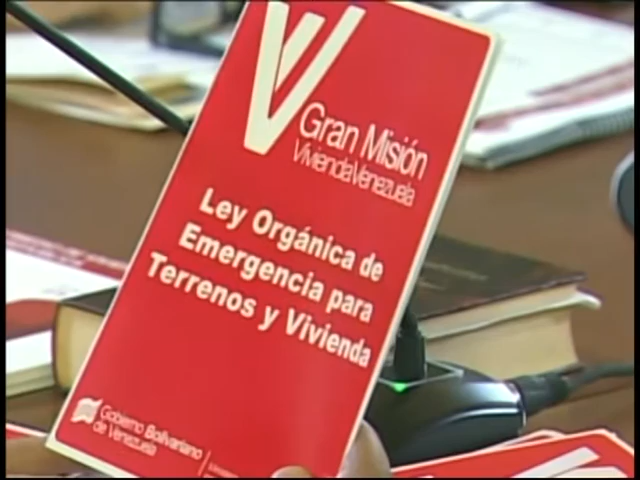 Gran Misión
ViviendaVenezuela
Ley Orgánica de
Emergencia para
Terrenos y Vivienda
Gobierno Bolivariano
de Venezuela